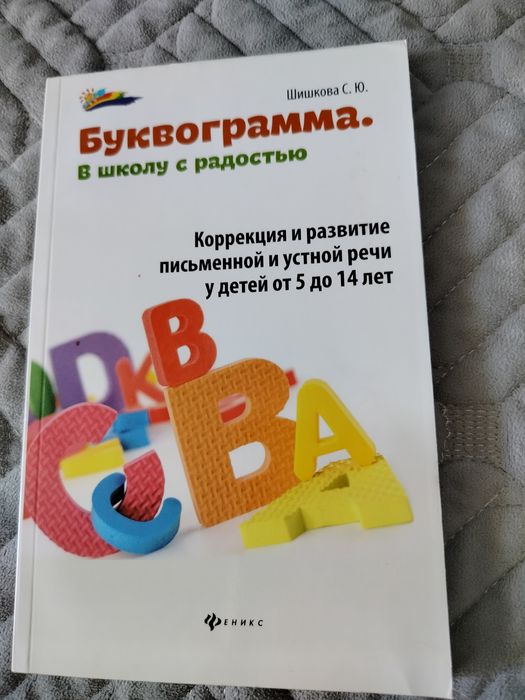 Шишкова С. Ю.
Буквограмма.
В школу с радостью
Коррекция и развитие
письменной и устной речи
у детей от 5 до 14 лет
В
D K
С С В А
А
ФЕНИКС